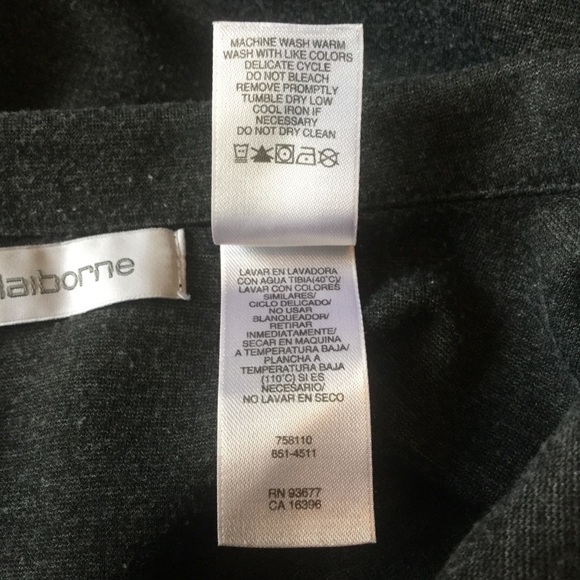 MACHINE WASH WARM
WASH WITH LIKE COLORS
DELICATE CYCLE
DO NOT BLEACH
REMOVE PROMPTLY
TUMBLE DRY LOW
COOL IRON IF
NECESSARY
DO NOT DRY CLEAN
laiborne
LAVAR EN LAVADORA
CON AGUA TIBIA(40°C)/
LAVAR CON COLORES
SIMILARES/
CICLO DELICADO/
NO USAR
BLANQUEADOR/
RETIRAR
INMEDIATAMENTE/
SECAR EN MAQUINA
A TEMPERATURA BAJA/
PLANCHA A
TEMPERATURA BAJA
(110°C) SI ES
NECESARIO/
NO LAVAR EN SECO
758110
851-4511
RN 93677
CA 16396